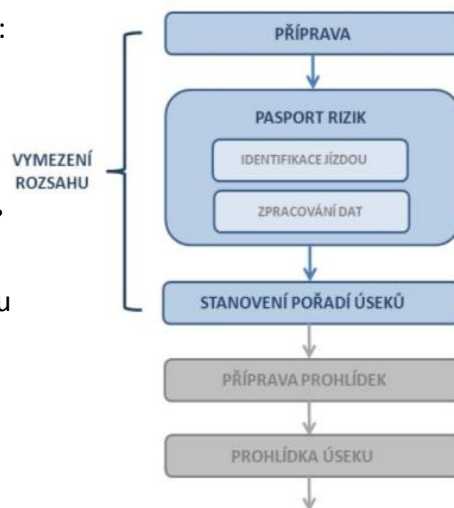 :
PŘÍPRAVA
PASPORT RIZIK
IDENTIFIKACE JÍZDOU
ZPRACOVÁNÍ DAT
VYMEZENÍ
ROZSAHU
u
STANOVENÍ POŘADÍ ÚSEKŮ
PŘÍPRAVA PROHLÍDEK
PROHLÍDKA ÚSEKU